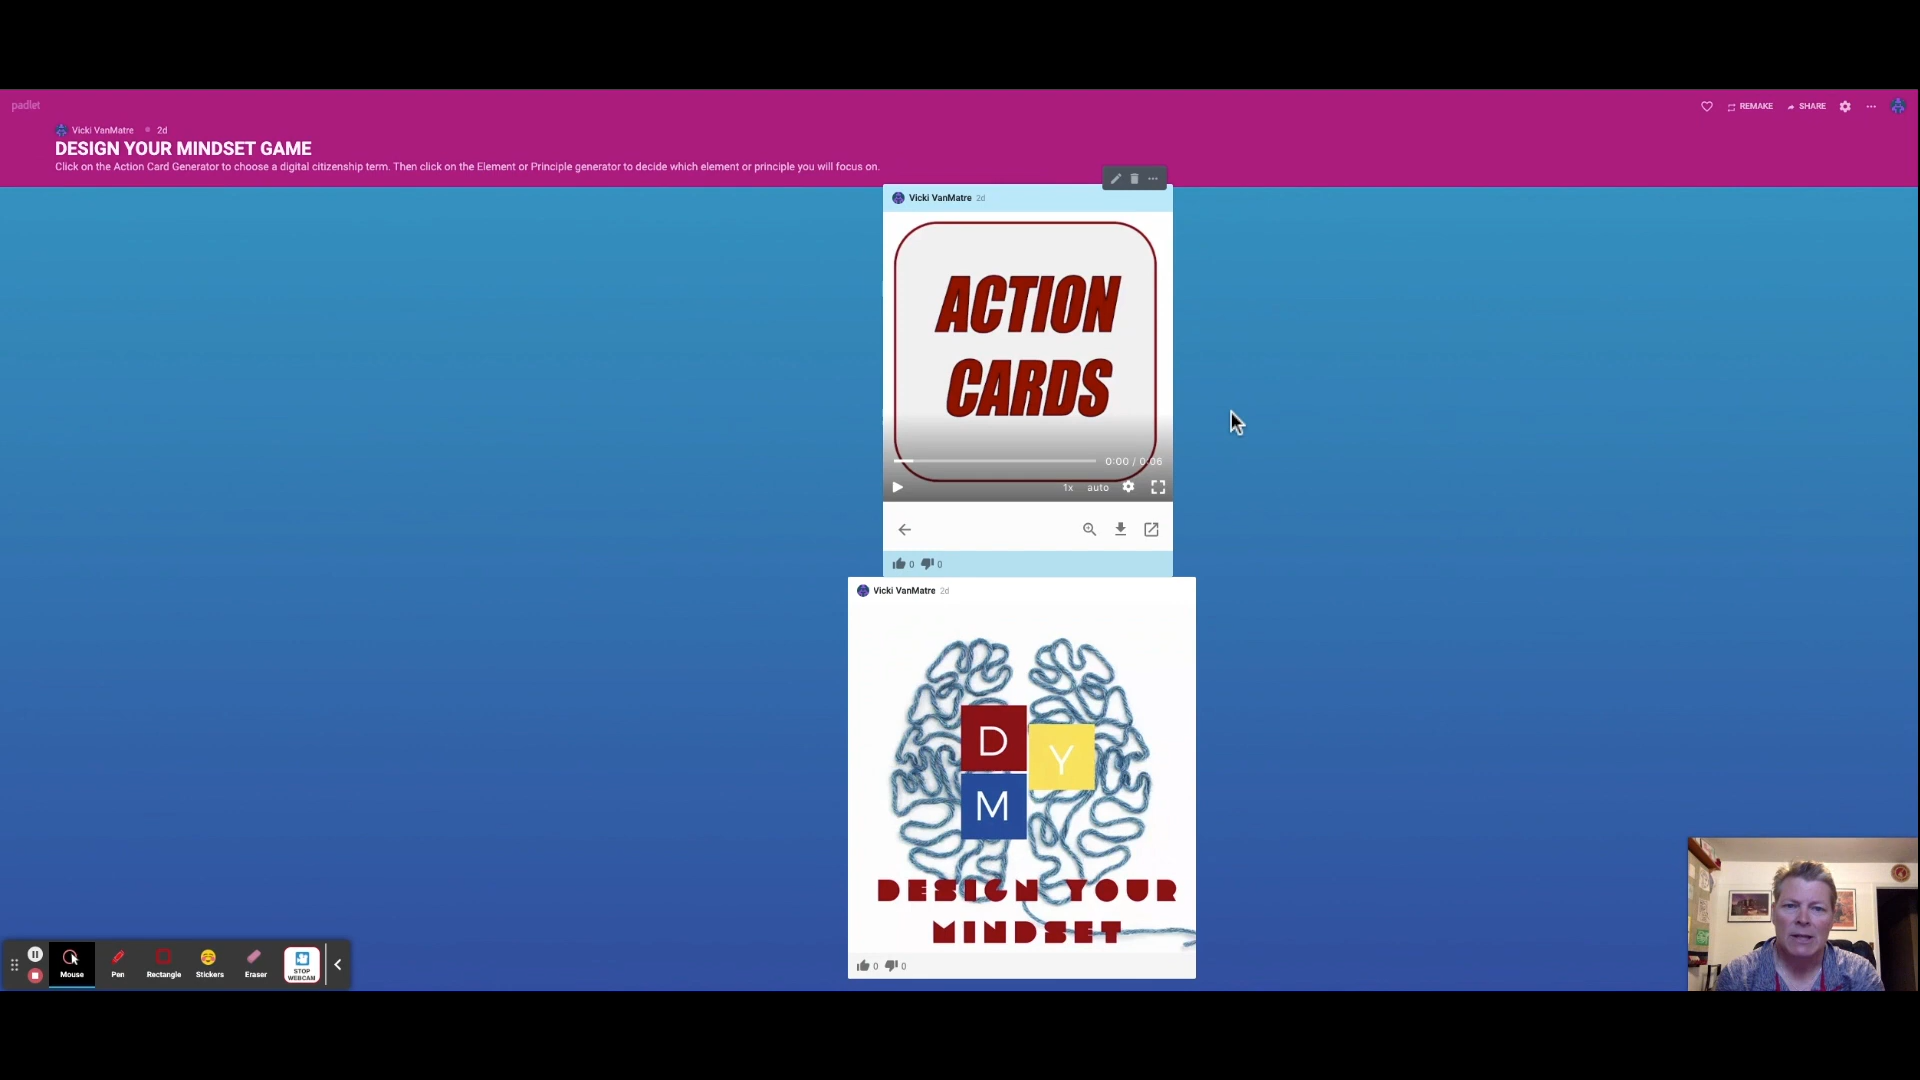 padlet
REMAKE SHARE
Vicki VanMatre 2d
DESIGN YOUR MINDSET GAME
Click on the Action Card Generator to choose a digital citizenship term. Then click on the Element or Principle generator to decide which element or principle you will focus on.
Vicki VanMatre 2d
ACTION
CARDS
0:00 / 0:06
1x auto
0 0
Vicki VanMatre 2d
D
Y
M
DESIGN YOUR
MINDSET
0 0
Mouse Pen Rectangle Stickers Eraser STOP
WEBCAM